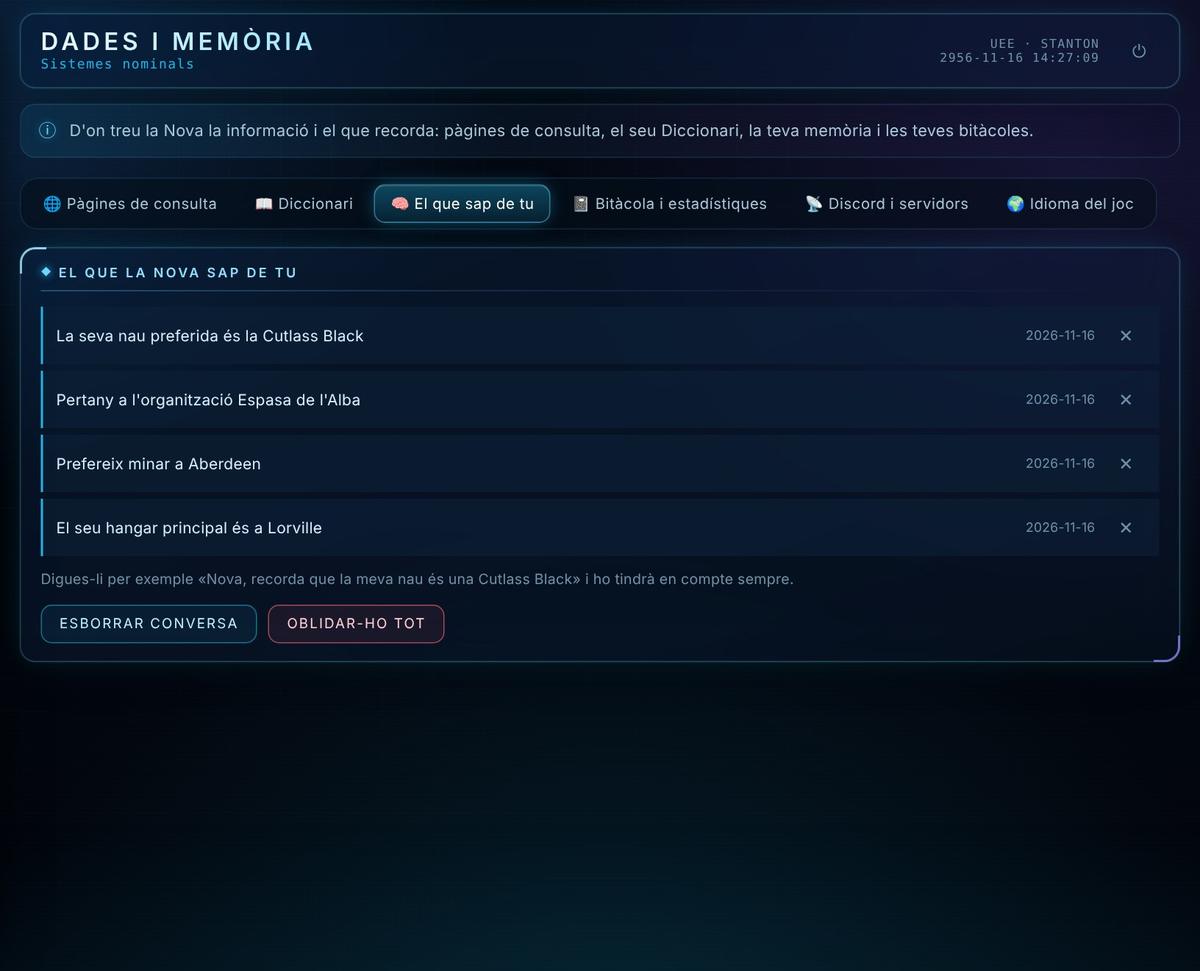 DADES I MEMÒRIA
Sistemes nominals
UEE · STANTON
2956-11-16 14:27:09
D'on treu la Nova la informació i el que recorda: pàgines de consulta, el seu Diccionari, la teva memòria i les teves bitàcoles.
Pàgines de consulta
Diccionari
El que sap de tu
Bitàcola i estadístiques
Discord i servidors
Idioma del joc
EL QUE LA NOVA SAP DE TU
La seva nau preferida és la Cutlass Black 2026-11-16
Pertany a l'organització Espasa de l'Alba 2026-11-16
Prefereix minar a Aberdeen 2026-11-16
El seu hangar principal és a Lorville 2026-11-16
Digues-li per exemple «Nova, recorda que la meva nau és una Cutlass Black» i ho tindrà en compte sempre.
ESBORRAR CONVERSA
OBLIDAR-HO TOT